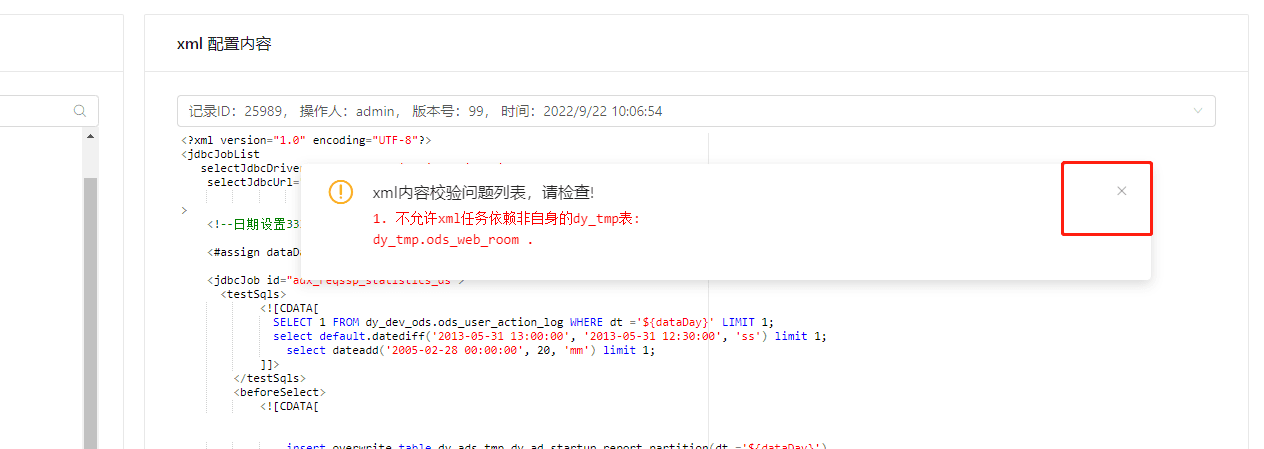 xml 配置内容
记录ID: 25989, 操作人: admin, 版本号: 99, 时间: 2022/9/22 10:06:54
<?xml version="1.0" encoding="UTF-8"?>
<jdbcJobList
selectJdbcDrive
selectJdbcUrl=
>
<!--日期设置33
<#assign dataDa
xml内容校验问题列表，请检查!
1. 不允许xml任务依赖非自身的dy_tmp表:
dy_tmp.ods_web_room .
<jdbcJob id="adx_reqssp_statistics_ds">
<testSqls>
<![CDATA[
SELECT 1 FROM dy_dev_ods.ods_user_action_log WHERE dt ='${dataDay}' LIMIT 1;
select default.datediff('2013-05-31 13:00:00', '2013-05-31 12:30:00', 'ss') limit 1;
select dateadd('2005-02-28 00:00:00', 20, 'mm') limit 1;
]]>
</testSqls>
<beforeSelect>
<![CDATA[
insert overwrite table dy_ads_tmp.dy_ad_startup_report partition(dt ='${dataDay}')